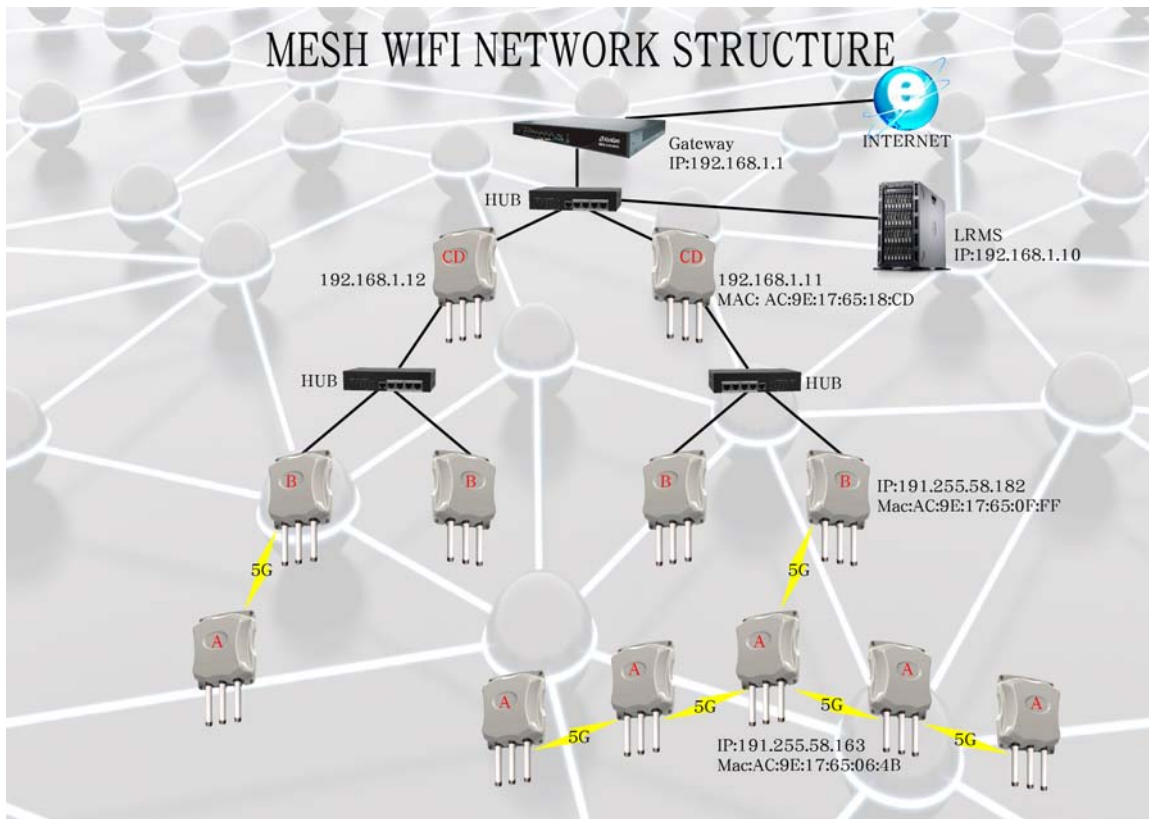 MESH WIFI NETWORK STRUCTURE
INTERNET
Gateway
IP:192.168.1.1
HUB
LRMS
IP:192.168.1.10
CD
CD
192.168.1.12
192.168.1.11
MAC: AC:9E:17:65:18:CD
HUB
HUB
B
B
B
B
IP:191.255.58.182
Mac:AC:9E:17:65:0F:FF
5G
5G
A
A
A
A
A
A
5G
5G
5G
5G
IP:191.255.58.163
Mac:AC:9E:17:65:06:4B